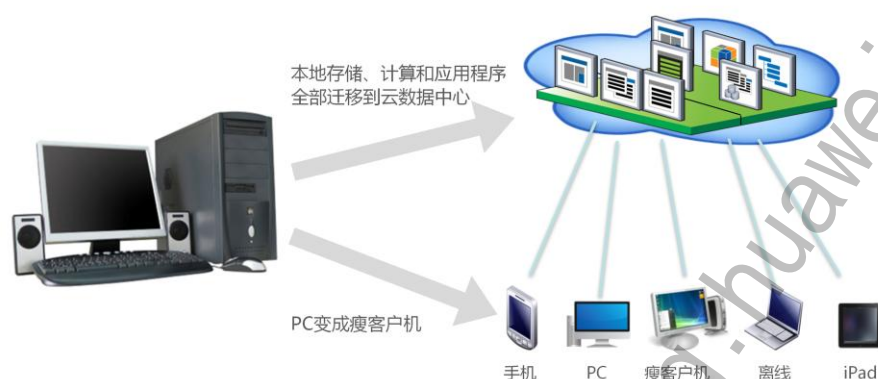 本地存储、计算和应用程序
全部迁移到云数据中心
PC变成瘦客户机
手机
PC
瘦客户机
离线
iPad